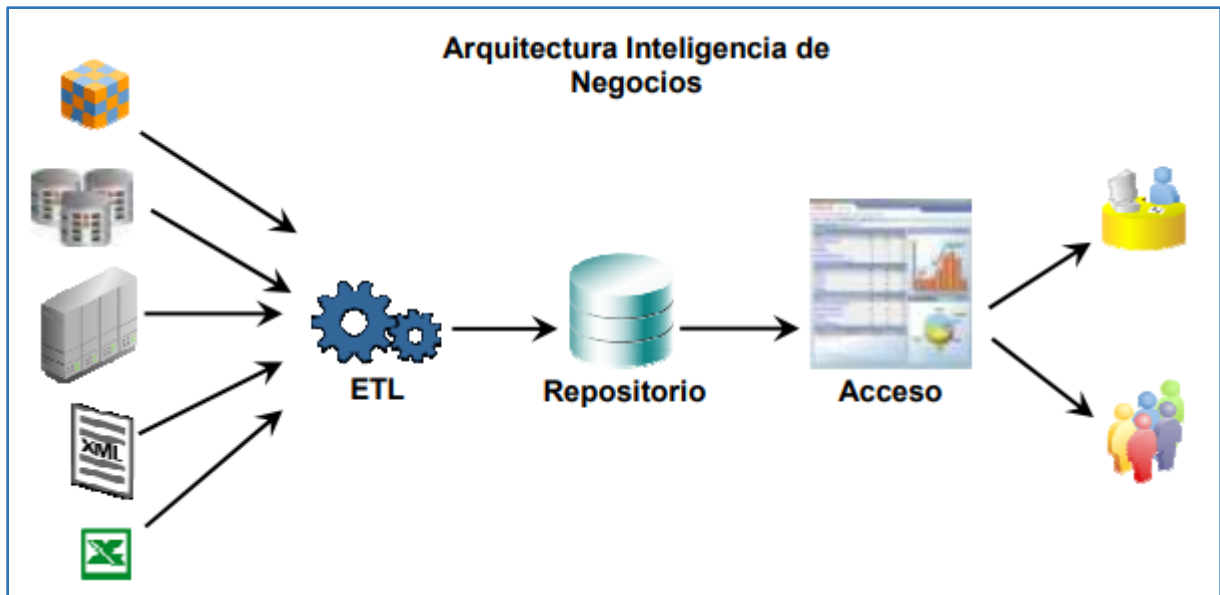 Arquitectura Inteligencia de
Negocios
XML
ETL
Repositorio
Acceso